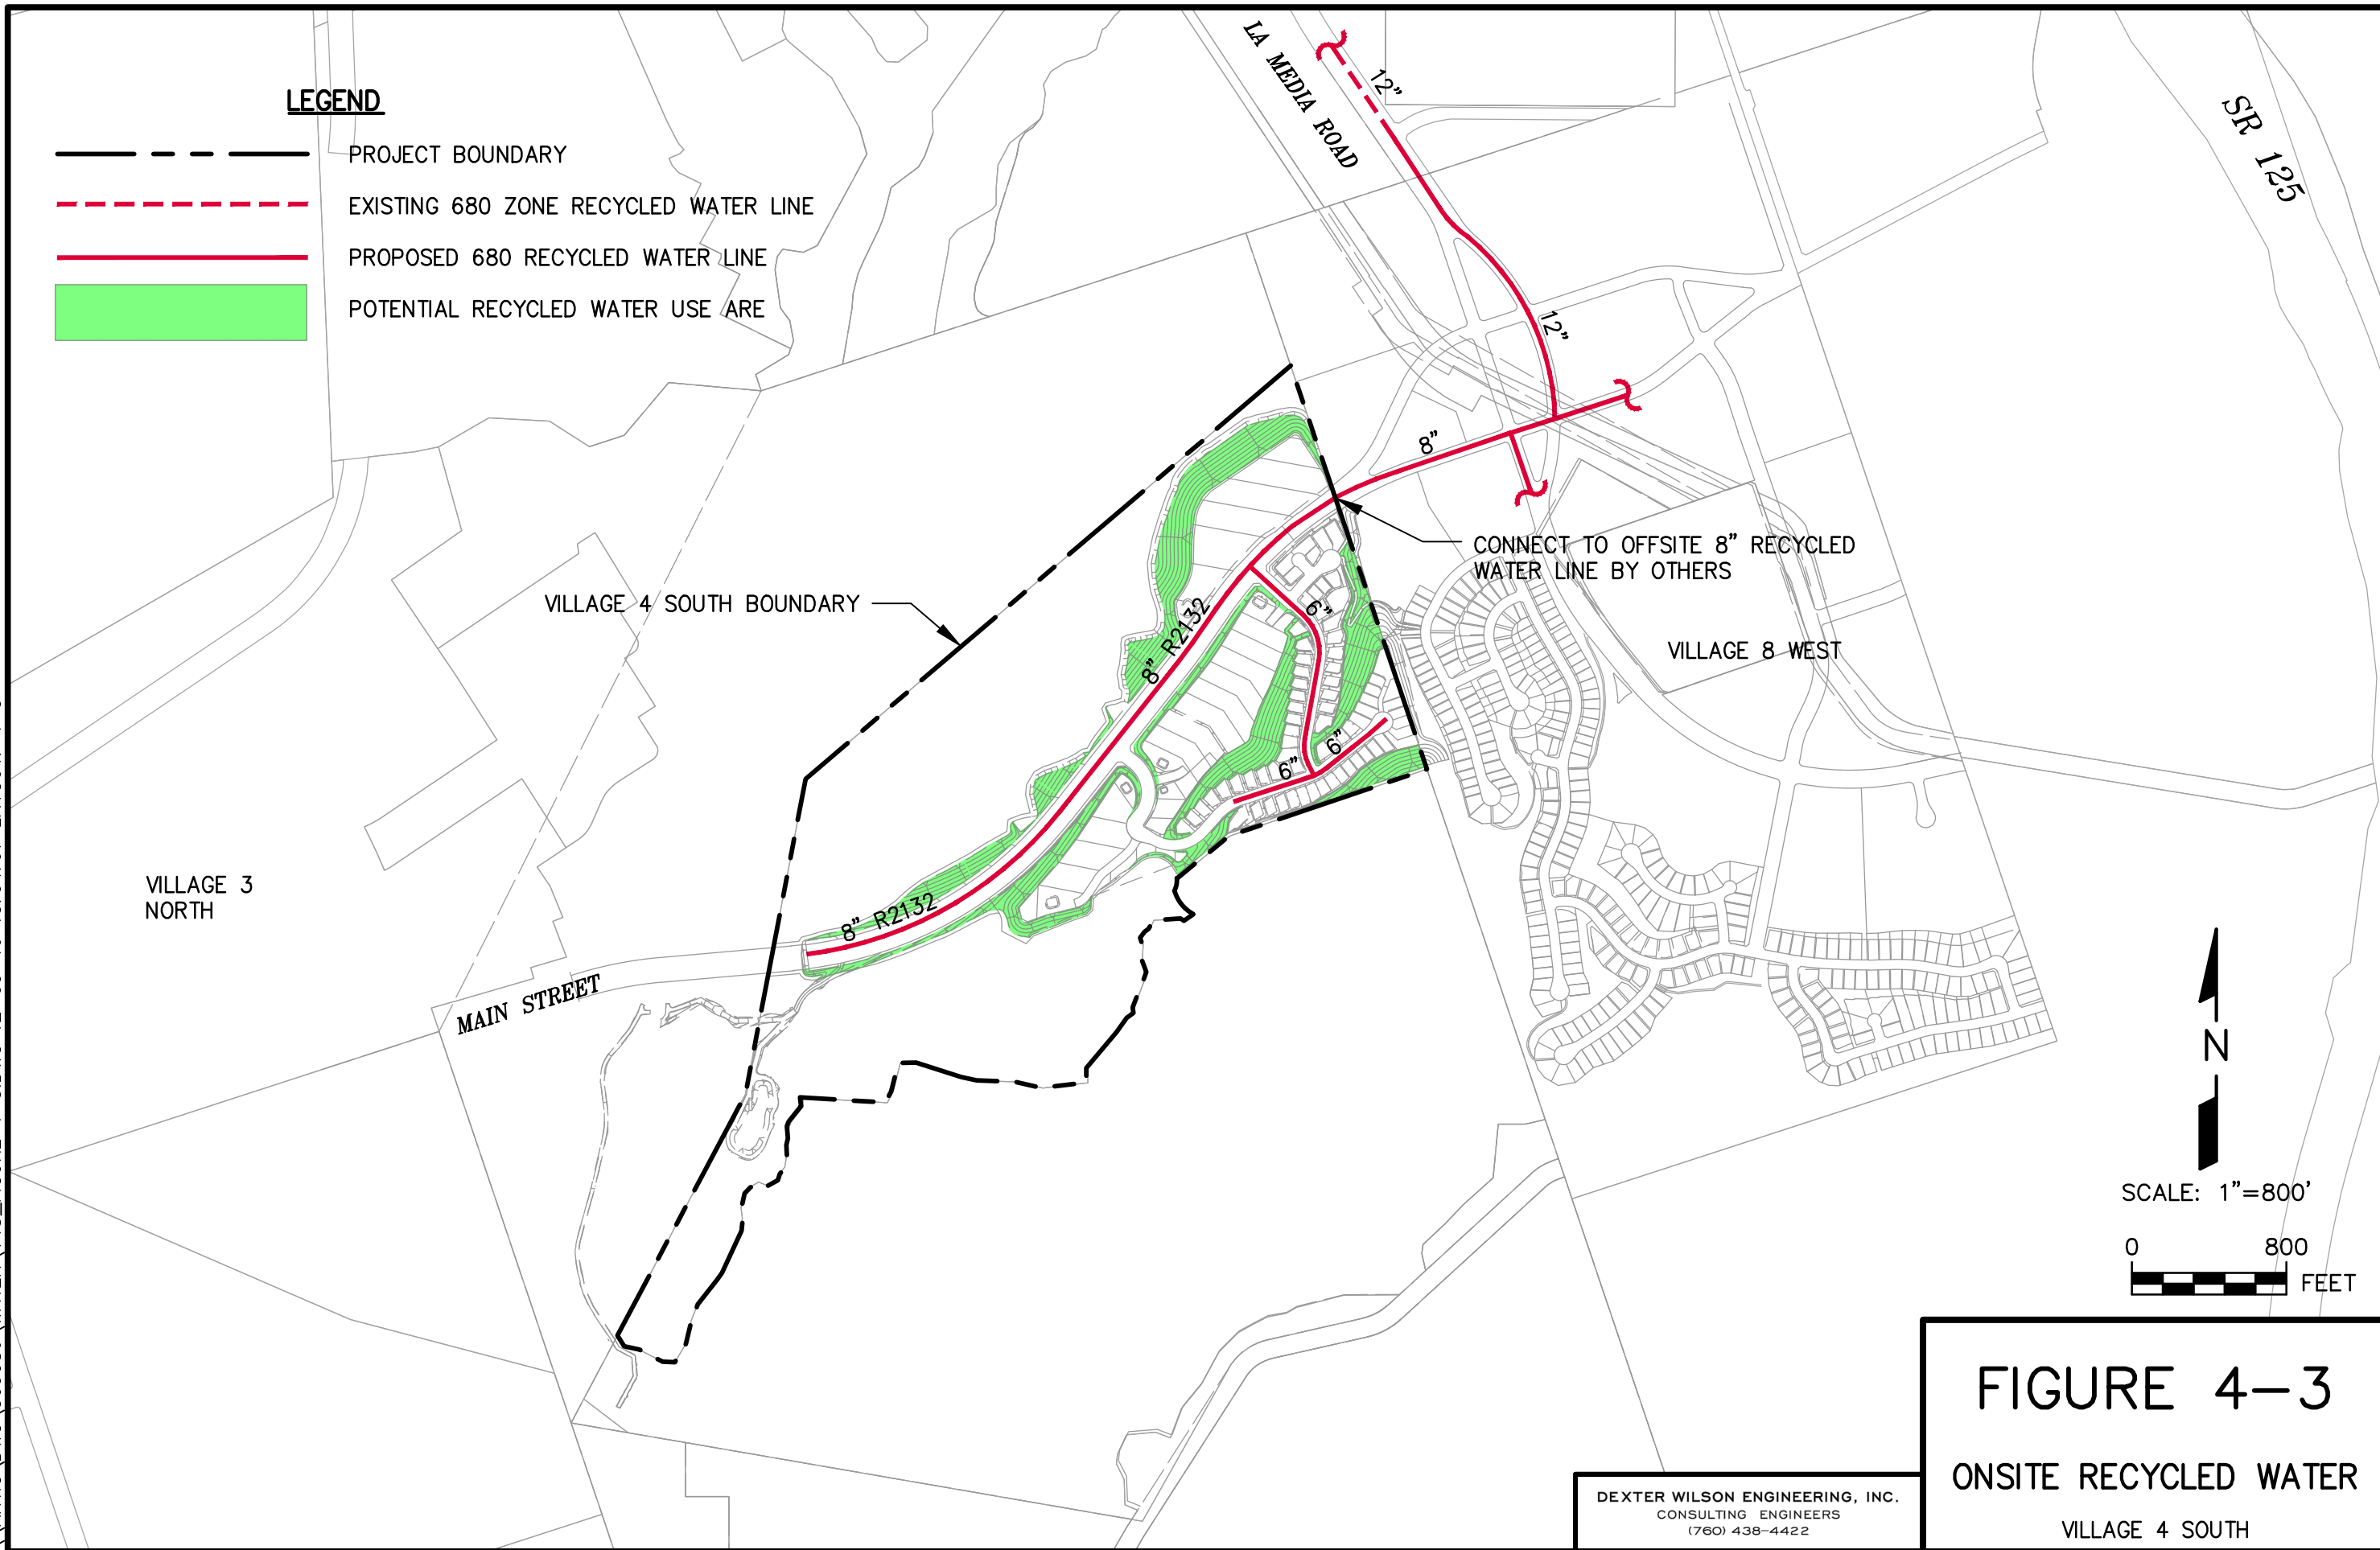 LEGEND
PROJECT BOUNDARY
EXISTING 680 ZONE RECYCLED WATER LINE
PROPOSED 680 RECYCLED WATER LINE
POTENTIAL RECYCLED WATER USE ARE
LA MEDIA ROAD
12"
SR 125
12"
8"
CONNECT TO OFFSITE 8" RECYCLED
WATER LINE BY OTHERS
VILLAGE 4 SOUTH BOUNDARY
6"
8" R2132
VILLAGE 8 WEST
6"
6"
VILLAGE 3
NORTH
8" R2132
MAIN STREET
N
SCALE: 1"=800'
0 800
FEET
FIGURE 4-3
ONSITE RECYCLED WATER
VILLAGE 4 SOUTH
DEXTER WILSON ENGINEERING, INC.
CONSULTING ENGINEERS
(760) 438-4422